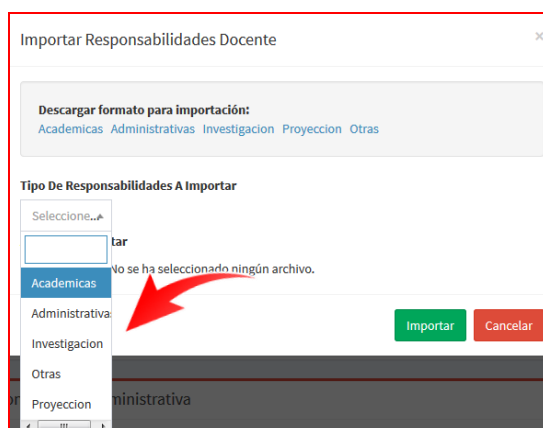 Importar Responsabilidades Docente ×
Descargar formato para importación:
Academicas Administrativas Investigacion Proyeccion Otras
Tipo De Responsabilidades A Importar
Seleccione...
tar
No se ha seleccionado ningún archivo.
Academicas
Administrativas
Investigacion
Importar Cancelar
Otras
ministrativa
Proyeccion